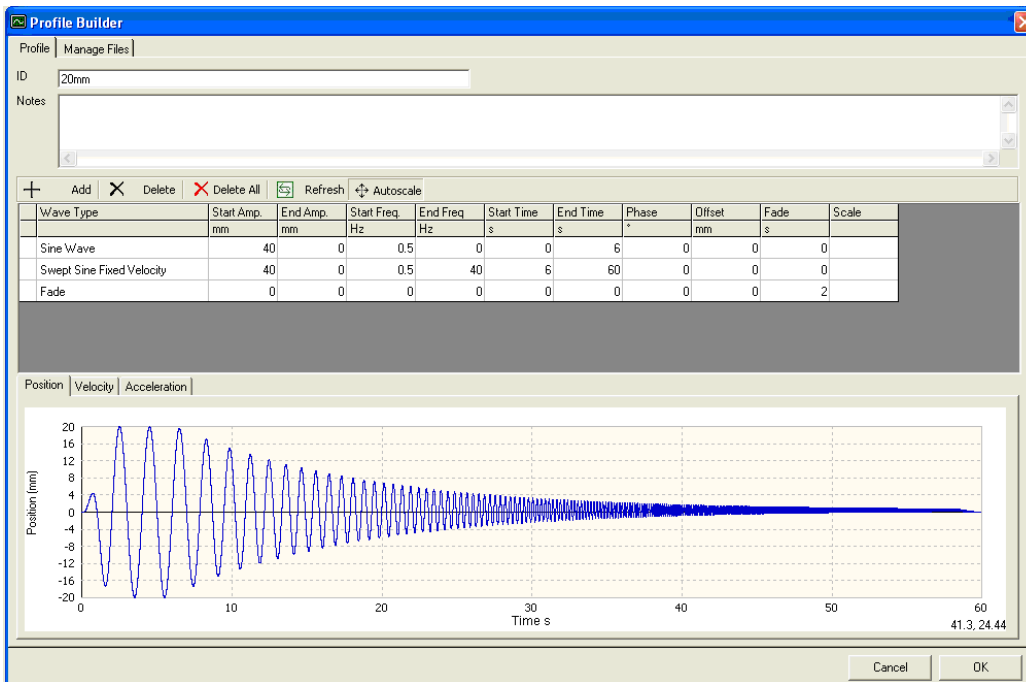 Profile Builder
Profile Manage Files
ID 20mm
Notes
Add Delete Delete All Refresh Autoscale
Wave Type Start Amp. End Amp. Start Freq. End Freq Start Time End Time Phase Offset Fade Scale
mm mm Hz Hz s s ° mm s
Sine Wave 40 0 0.5 0 0 6 0 0 0
Swept Sine Fixed Velocity 40 0 0.5 40 6 60 0 0 0
Fade 0 0 0 0 0 0 0 0 2
Position Velocity Acceleration
20
16
12
8
4
0
-4
-8
-12
-16
-20
Position (mm)
0 10 20 30 40 50 60
Time s
41.3, 24.44
Cancel OK